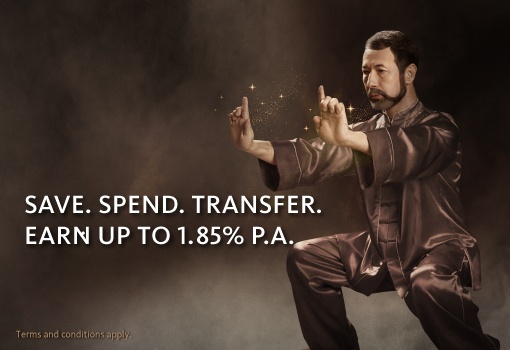 SAVE. SPEND. TRANSFER.
EARN UP TO 1.85% P.A.
Terms and conditions apply.